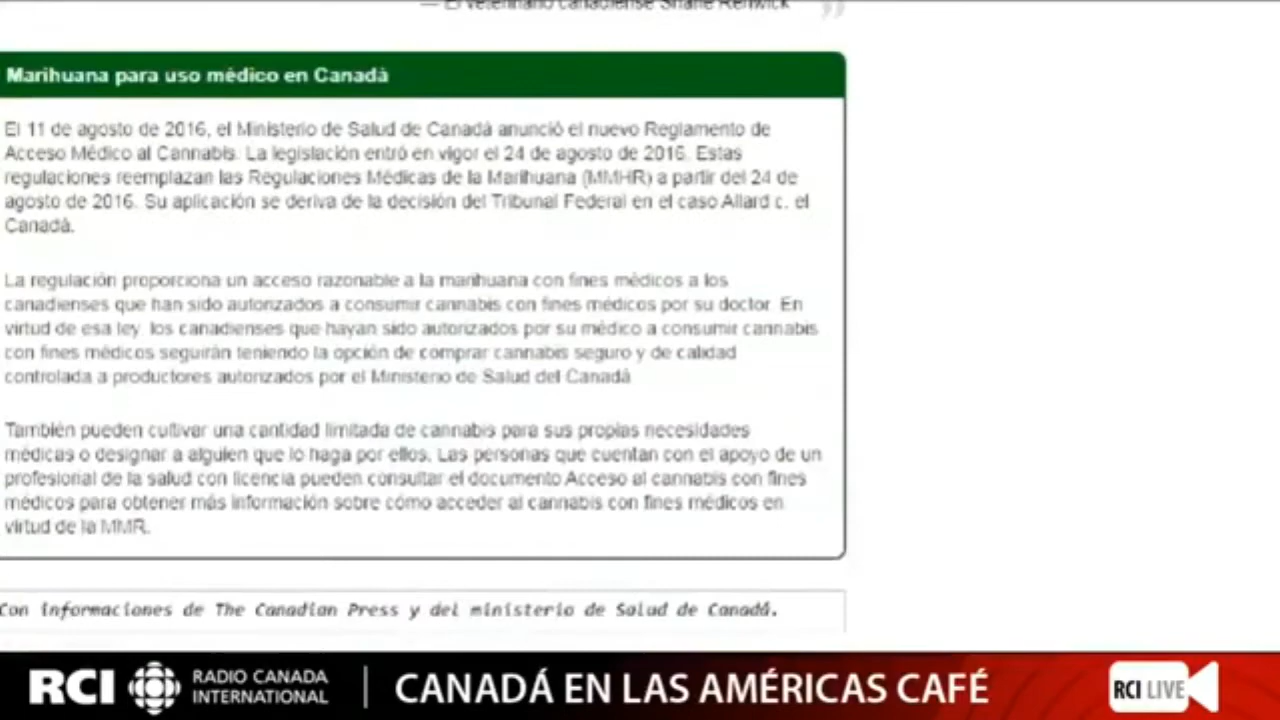 — El veterinario canadiense Shane Renwick
Marihuana para uso médico en Canadá
El 11 de agosto de 2016, el Ministerio de Salud de Canadá anunció el nuevo Reglamento de
Acceso Médico al Cannabis. La legislación entró en vigor el 24 de agosto de 2016. Estas
regulaciones reemplazan las Regulaciones Médicas de la Marihuana (MMHR) a partir del 24 de
agosto de 2016. Su aplicación se deriva de la decisión del Tribunal Federal en el caso Allard c. el
Canadá.
La regulación proporciona un acceso razonable a la marihuana con fines médicos a los
canadienses que han sido autorizados a consumir cannabis con fines médicos por su doctor. En
virtud de esa ley, los canadienses que hayan sido autorizados por su médico a consumir cannabis
con fines médicos seguirán teniendo la opción de comprar cannabis seguro y de calidad
controlada a productores autorizados por el Ministerio de Salud del Canadá
También pueden cultivar una cantidad limitada de cannabis para sus propias necesidades
médicas o designar a alguien que lo haga por ellos. Las personas que cuentan con el apoyo de un
profesional de la salud con licencia pueden consultar el documento Acceso al cannabis con fines
médicos para obtener más información sobre cómo acceder al cannabis con fines médicos en
virtud de la MMR.
Con informaciones de The Canadian Press y del ministerio de Salud de Canadá.
RCI RADIO CANADA INTERNATIONAL | CANADÁ EN LAS AMÉRICAS CAFÉ RCI LIVE